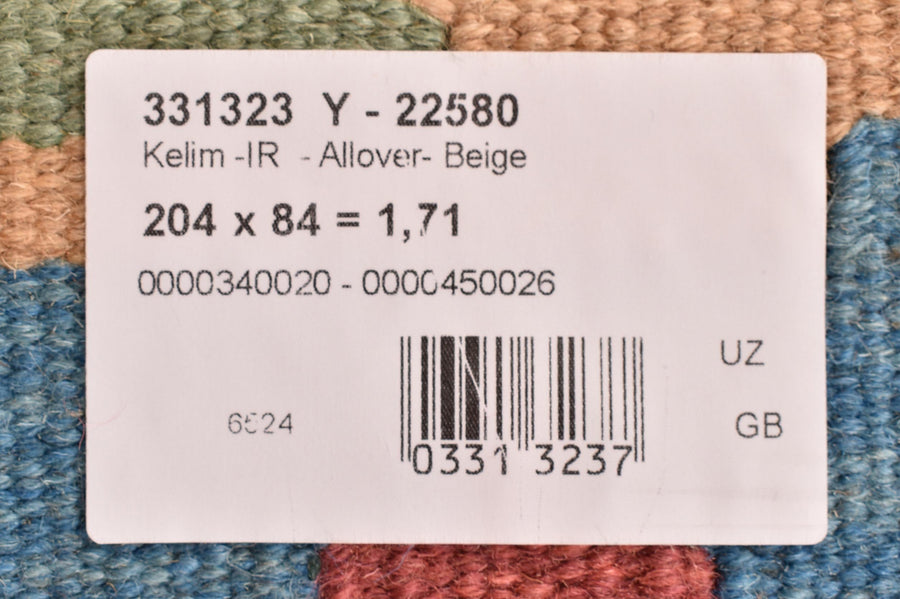 331323 Y - 22580
Kelim -IR - Allover- Beige
204 x 84 = 1,71
0000340020 - 0000450026
UZ
6524
GB
0331 3237